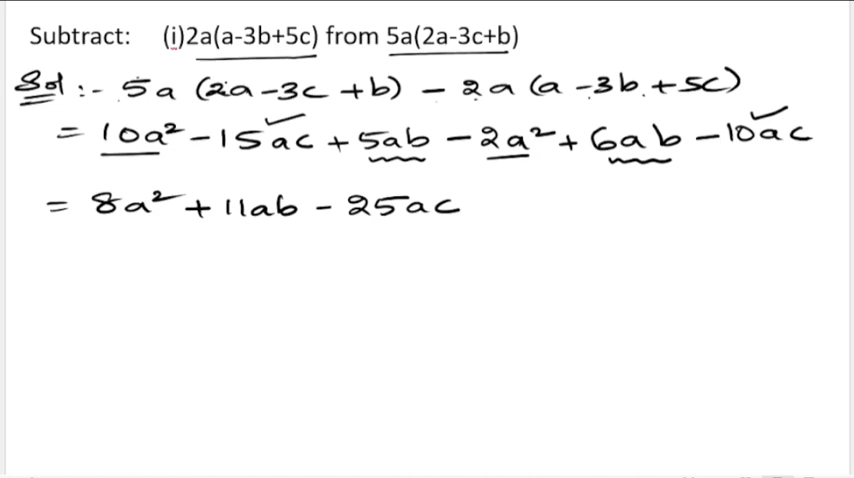 Subtract: (i)2a(a-3b+5c) from 5a(2a-3c+b)
Sol :- 5a (2a - 3c + b) - 2a (a - 3b + 5c)
= 10a² - 15ac + 5ab - 2a² + 6ab - 10ac
= 8a² + 11ab - 25ac